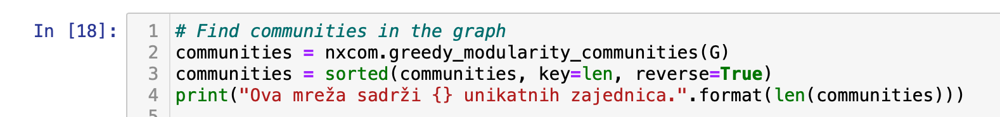 In [18]:
1 # Find communities in the graph
2 communities = nxcom.greedy_modularity_communities(G)
3 communities = sorted(communities, key=len, reverse=True)
4 print("Ova mreža sadrži {} unikatnih zajednica.".format(len(communities)))
5